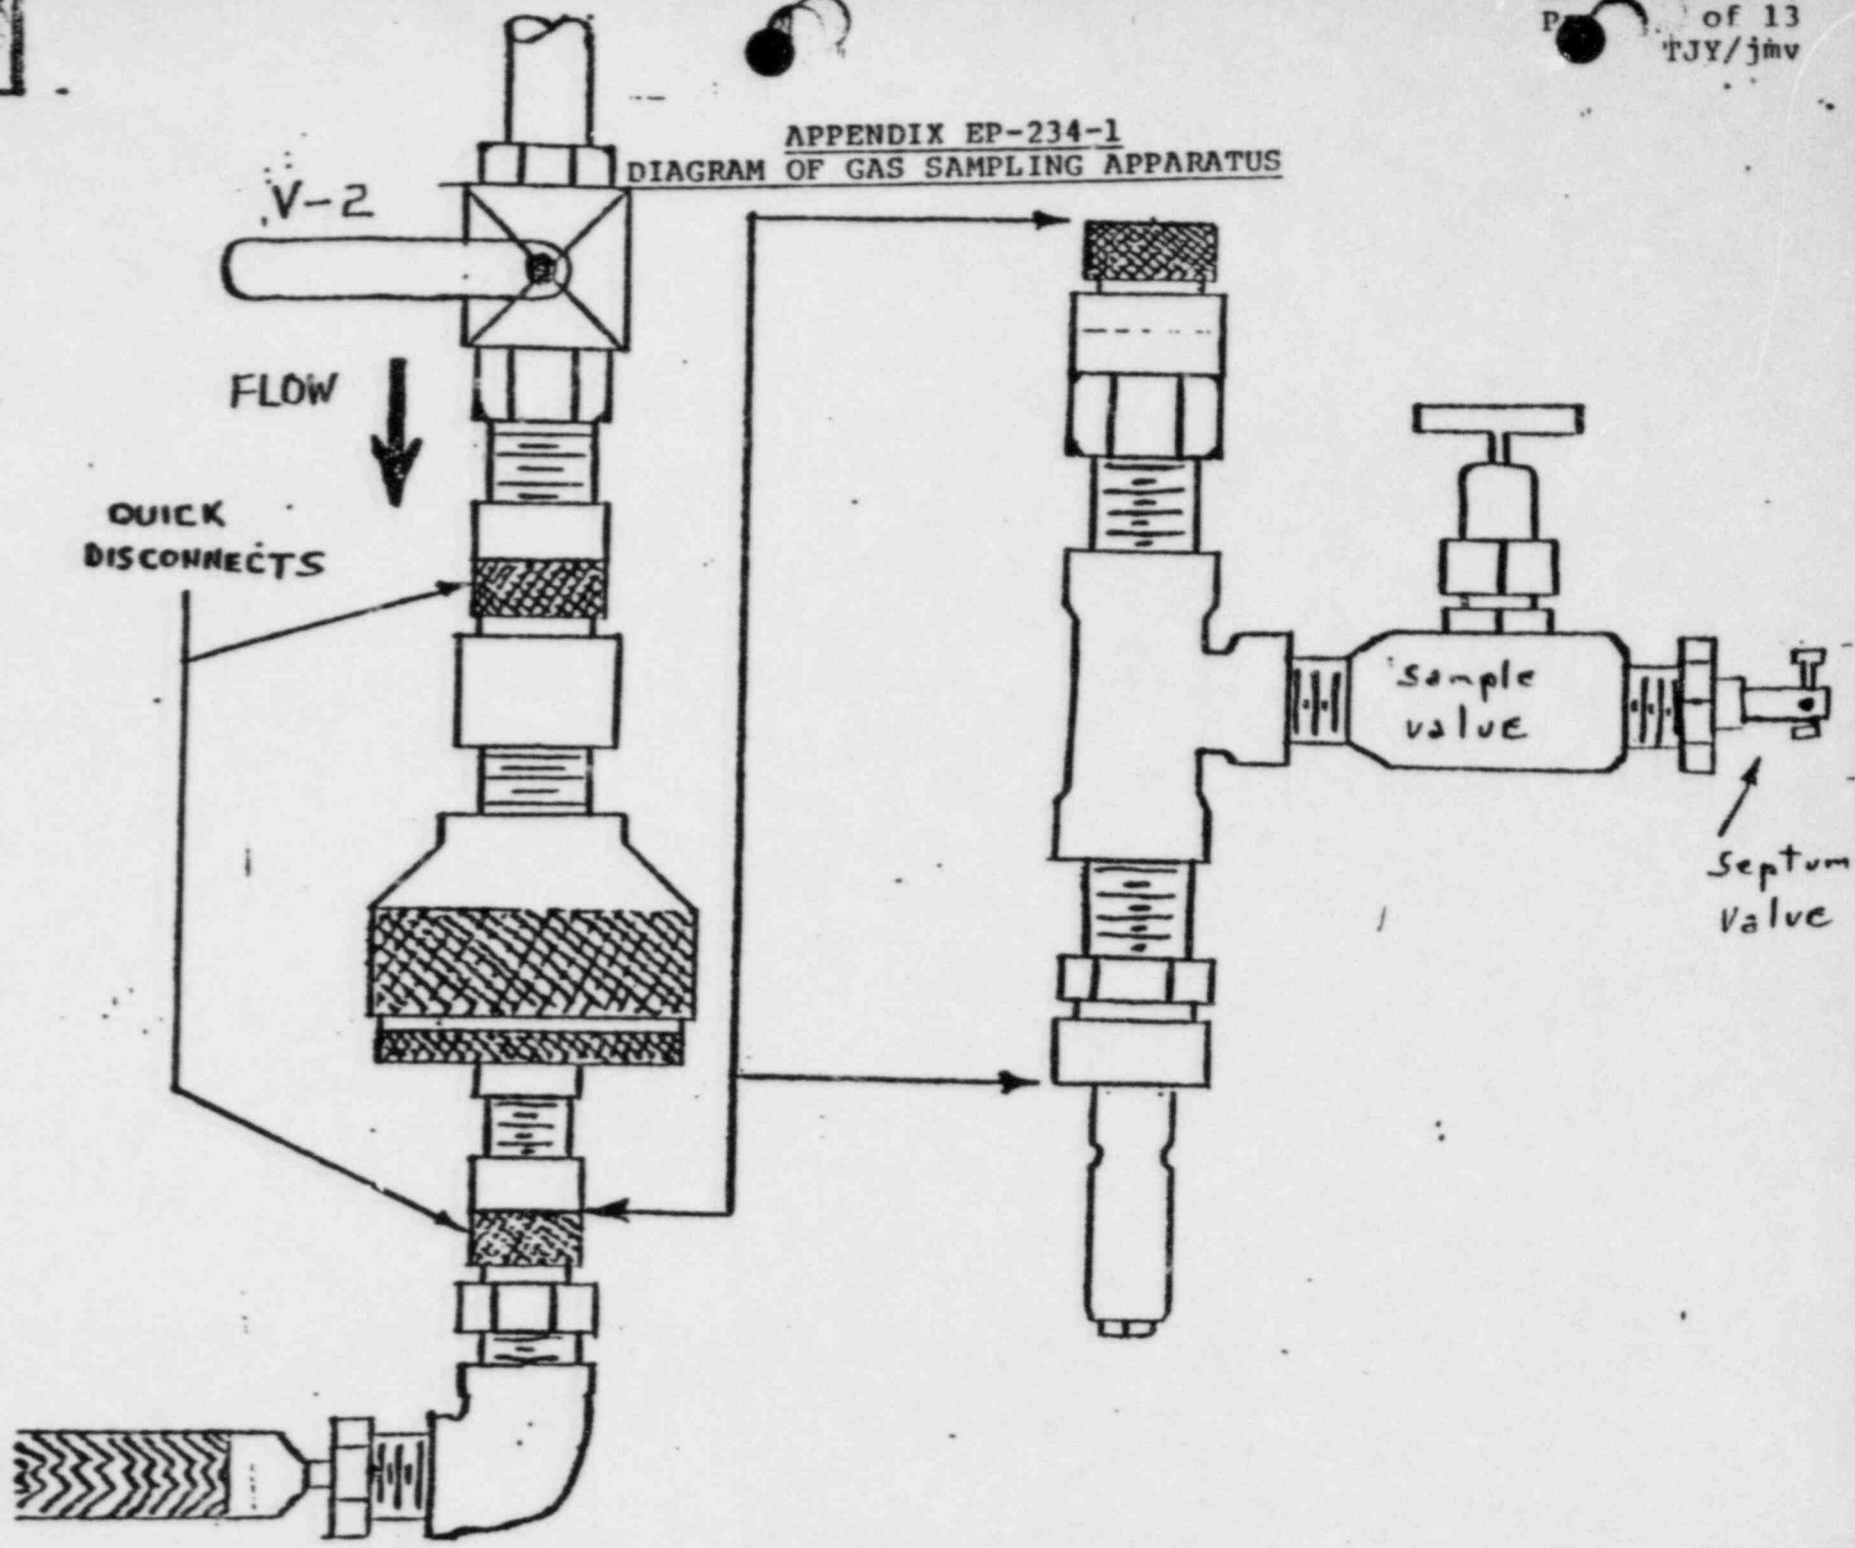 of 13
TJY/jmv
APPENDIX EP-234-1
DIAGRAM OF GAS SAMPLING APPARATUS
V-2
FLOW
QUICK
DISCONNECTS
sample
valve
Septum
Valve